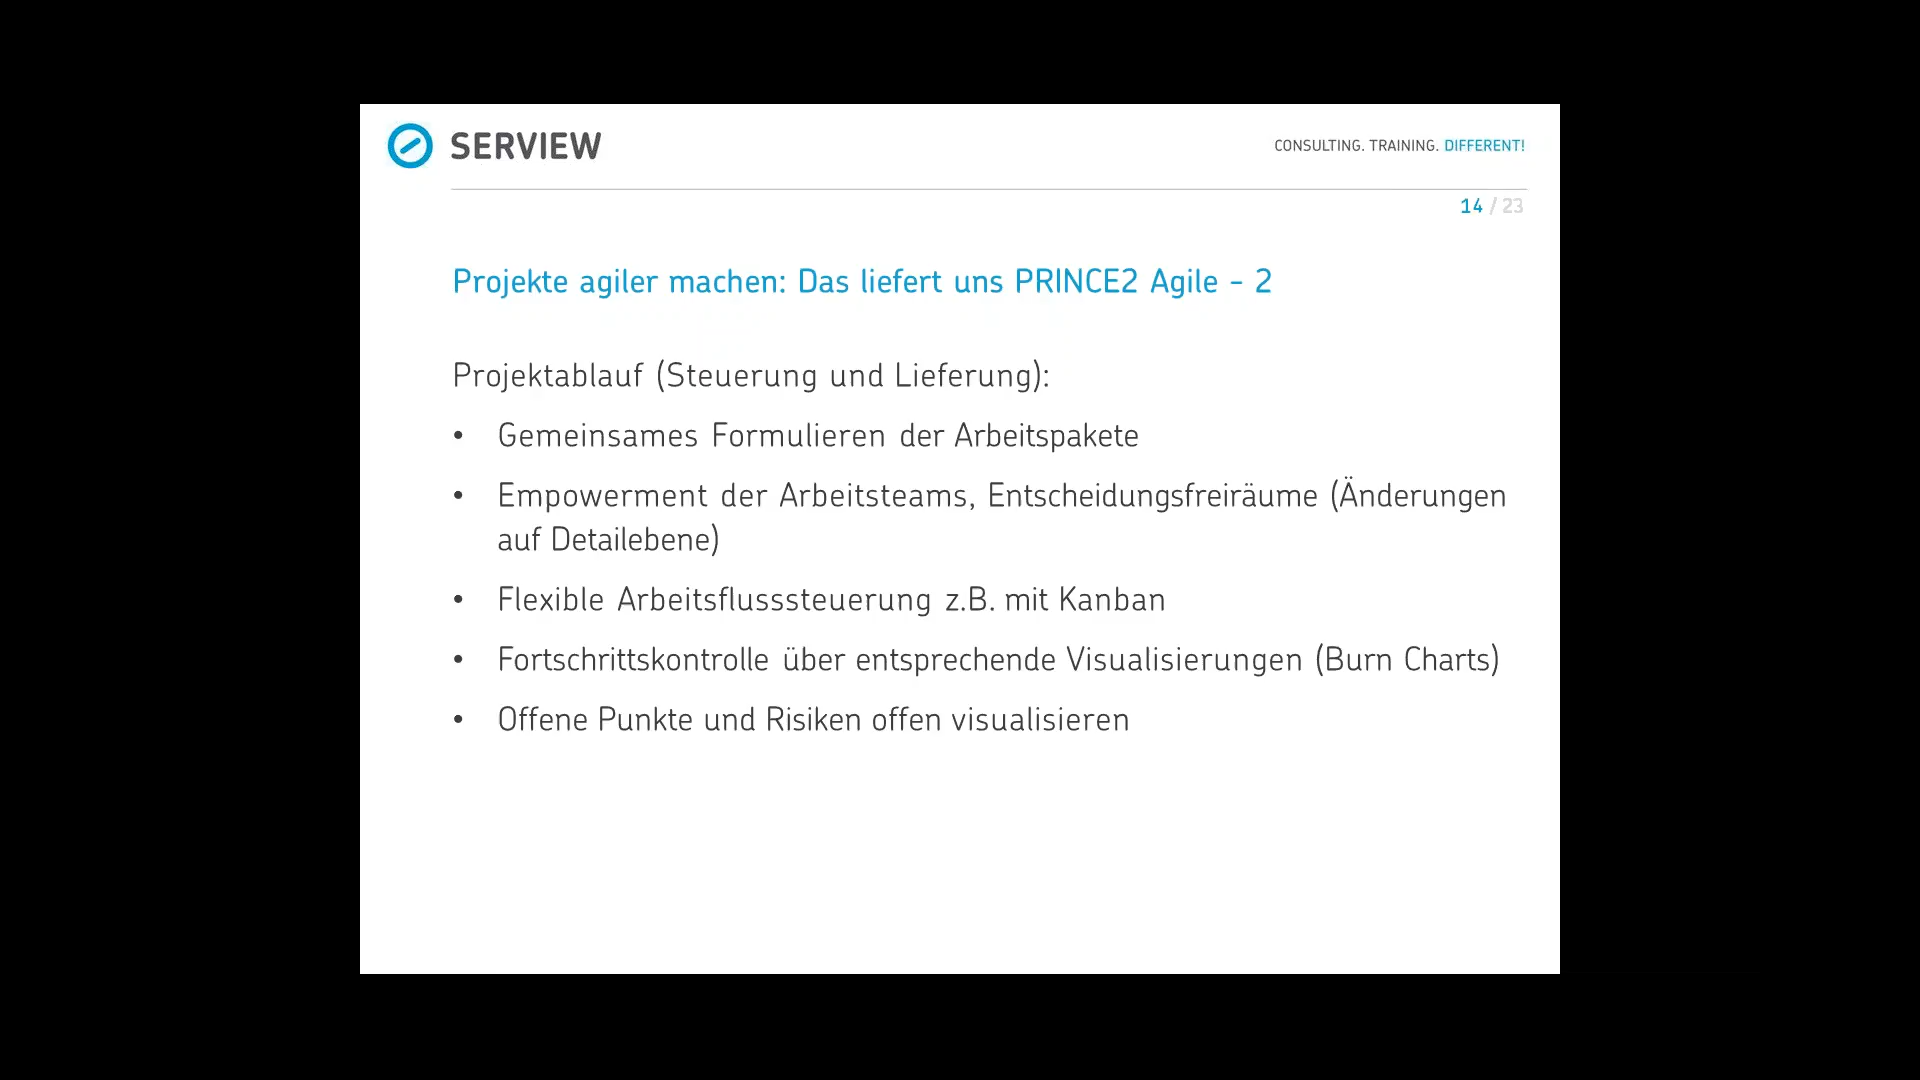 SERVIEW
CONSULTING. TRAINING. DIFFERENT!
14 / 23
Projekte agiler machen: Das liefert uns PRINCE2 Agile - 2
Projektablauf (Steuerung und Lieferung):
• Gemeinsames Formulieren der Arbeitspakete
• Empowerment der Arbeitsteams, Entscheidungsfreiräume (Änderungen
auf Detailebene)
• Flexible Arbeitsflusssteuerung z.B. mit Kanban
• Fortschrittskontrolle über entsprechende Visualisierungen (Burn Charts)
• Offene Punkte und Risiken offen visualisieren